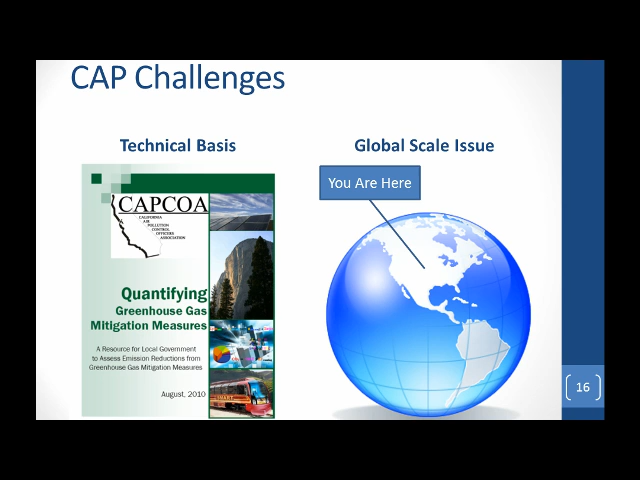 CAP Challenges
Technical Basis
Global Scale Issue
CAPCOA
CALIFORNIA
AIR
POLLUTION
CONTROL
OFFICERS
ASSOCIATION
You Are Here
Quantifying
Greenhouse Gas
Mitigation Measures
A Resource for Local Government
to Assess Emission Reductions from
Greenhouse Gas Mitigation Measures
August, 2010
16